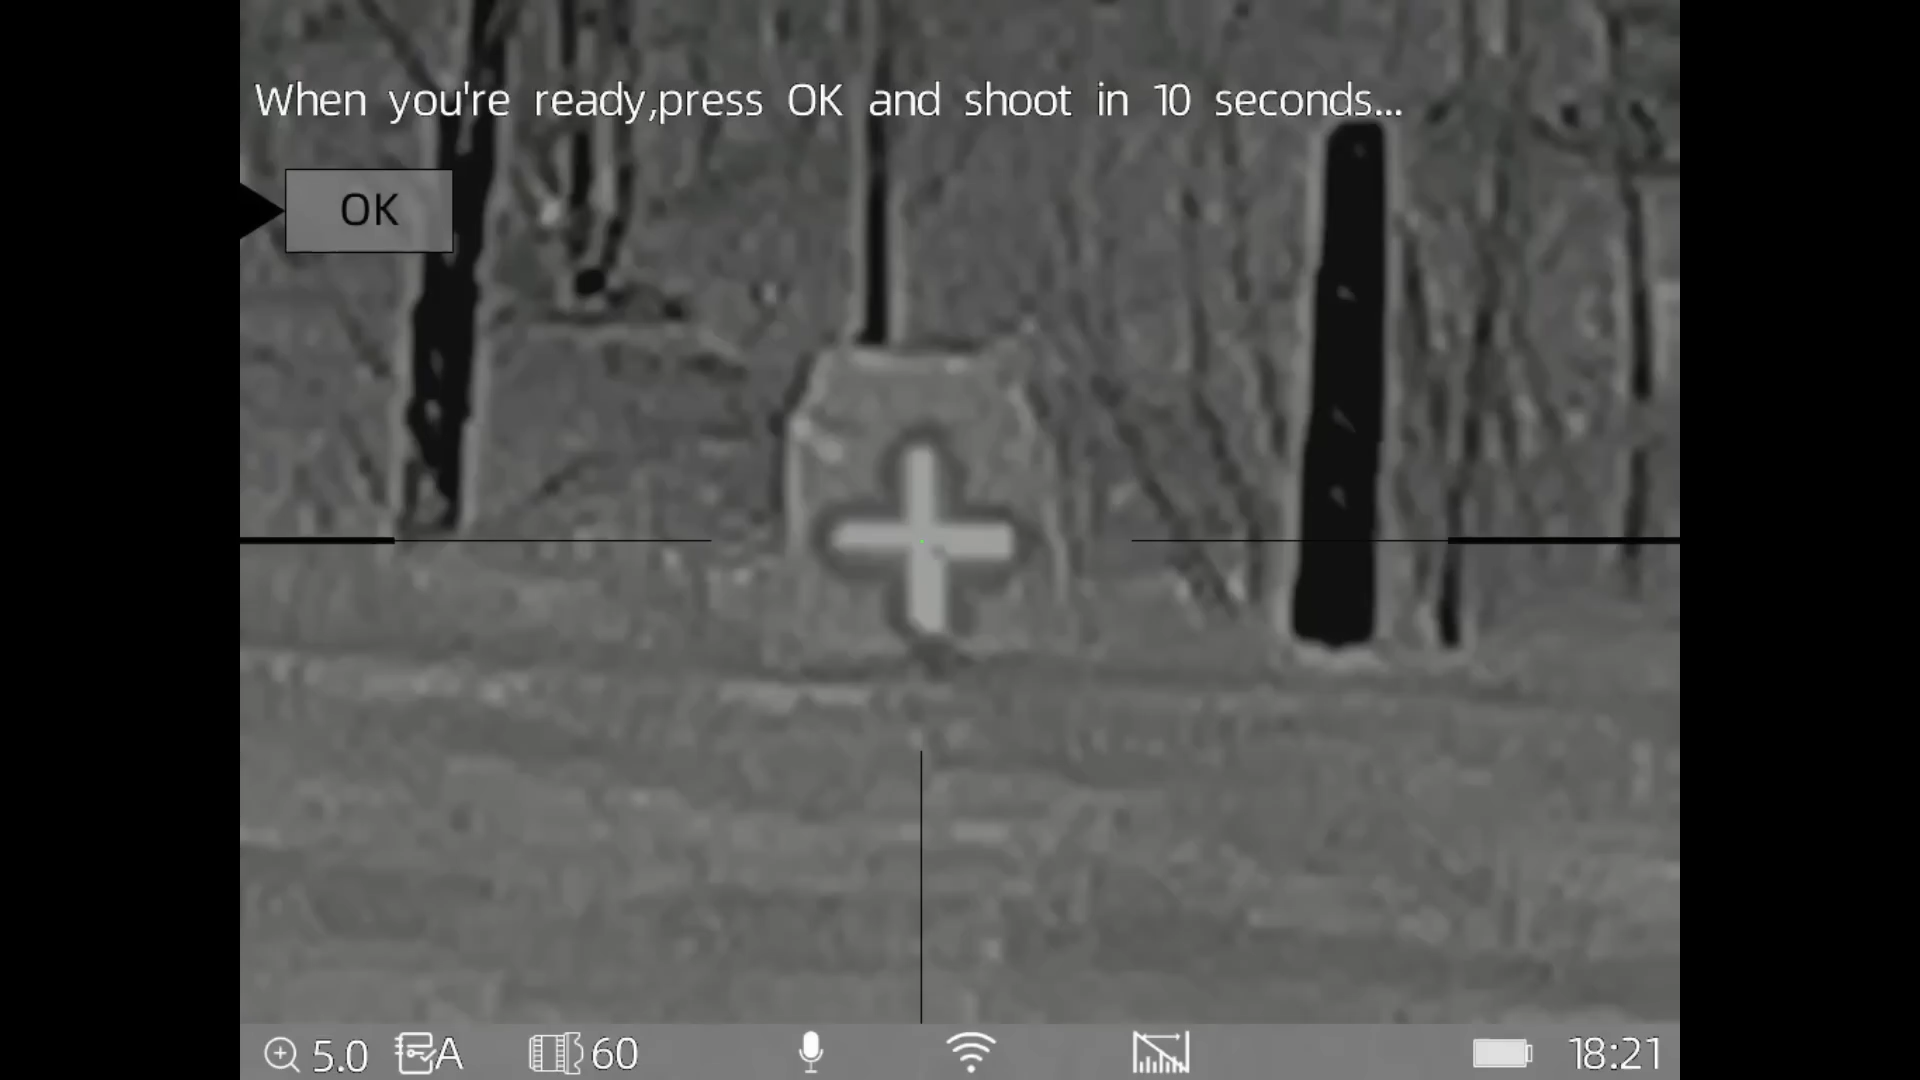 When you're ready,press OK and shoot in 10 seconds...
OK
5.0 A 60 18:21